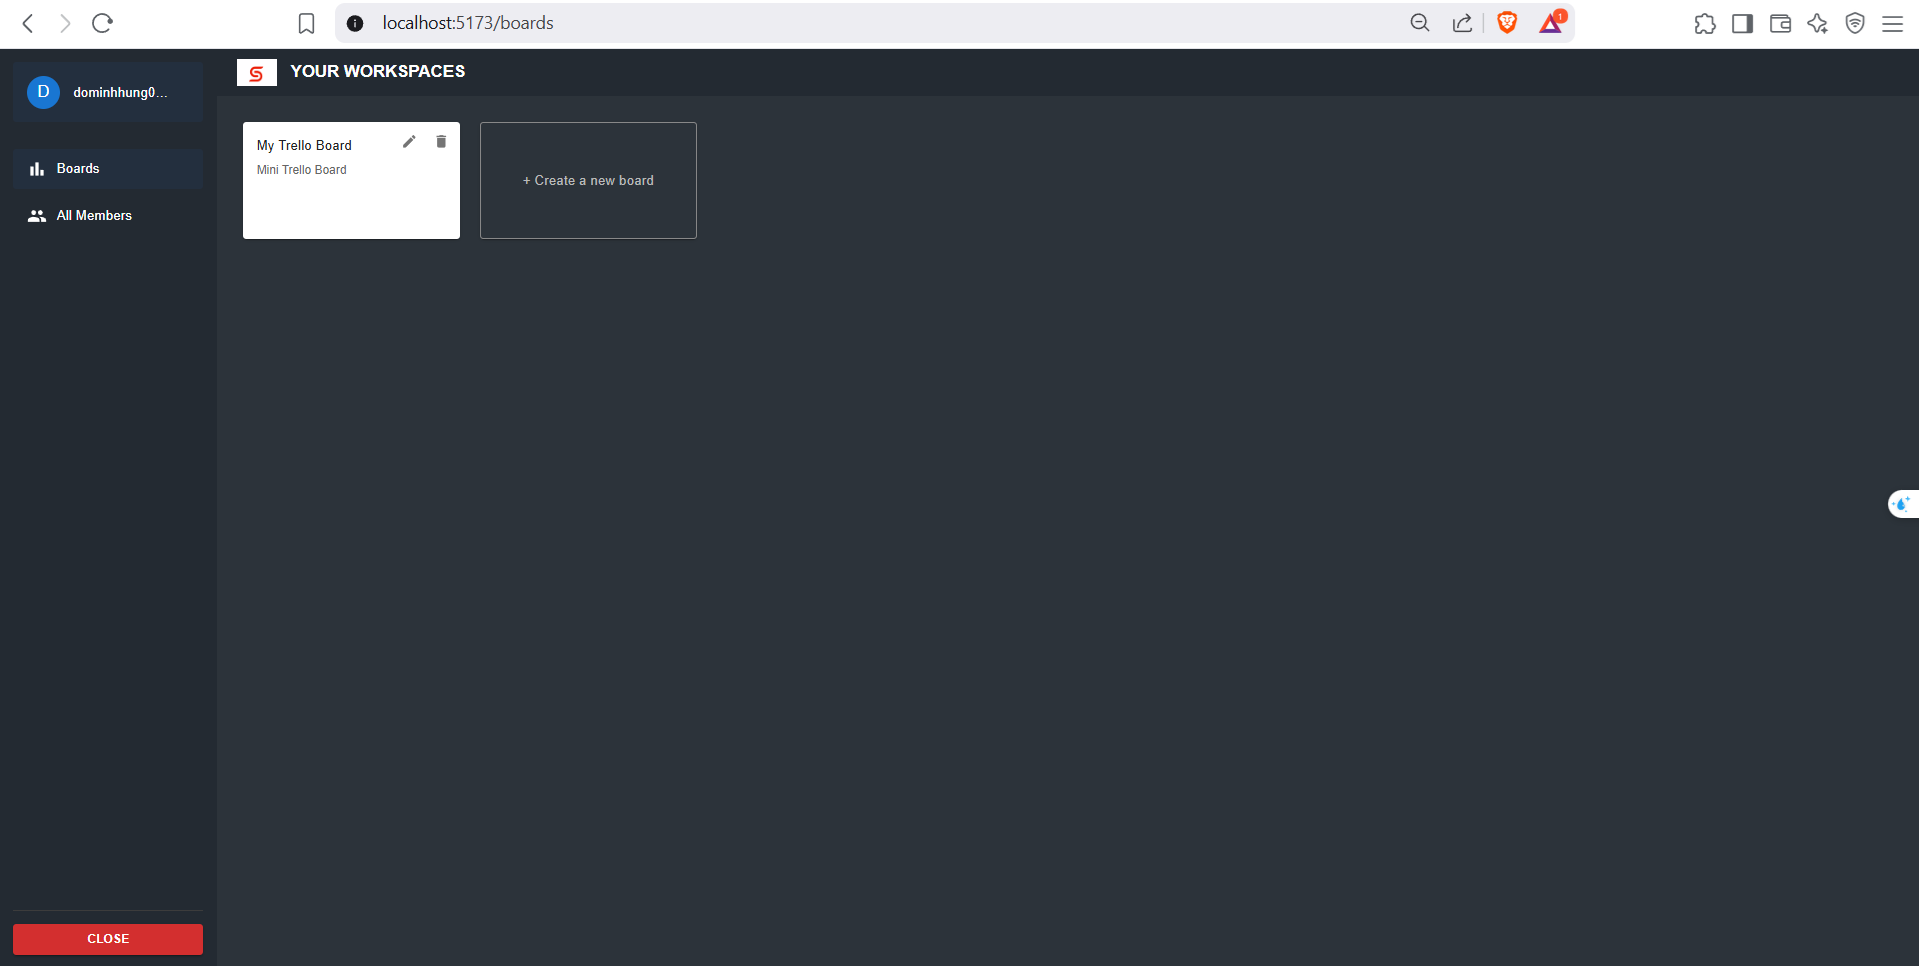 localhost:5173/boards
1
D
dominhhung0...
YOUR WORKSPACES
Boards
All Members
My Trello Board
Mini Trello Board
+ Create a new board
CLOSE